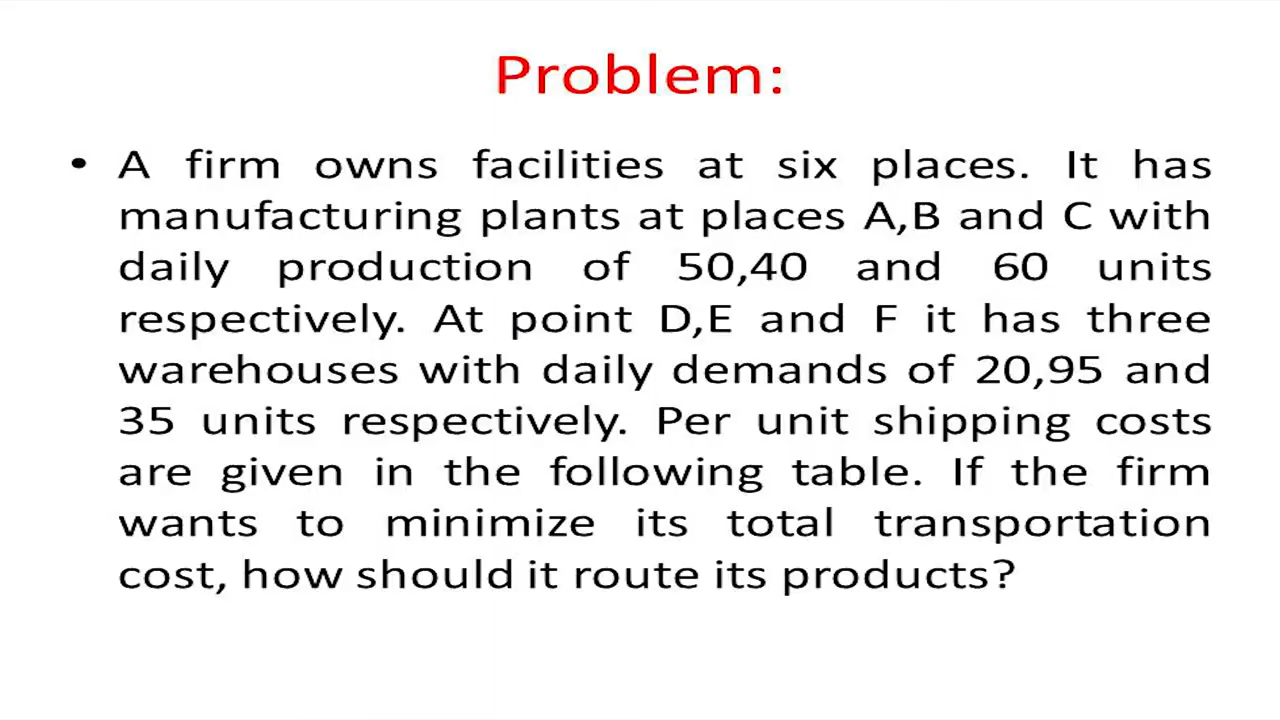 Problem:
• A firm owns facilities at six places. It has
manufacturing plants at places A,B and C with
daily production of 50,40 and 60 units
respectively. At point D,E and F it has three
warehouses with daily demands of 20,95 and
35 units respectively. Per unit shipping costs
are given in the following table. If the firm
wants to minimize its total transportation
cost, how should it route its products?